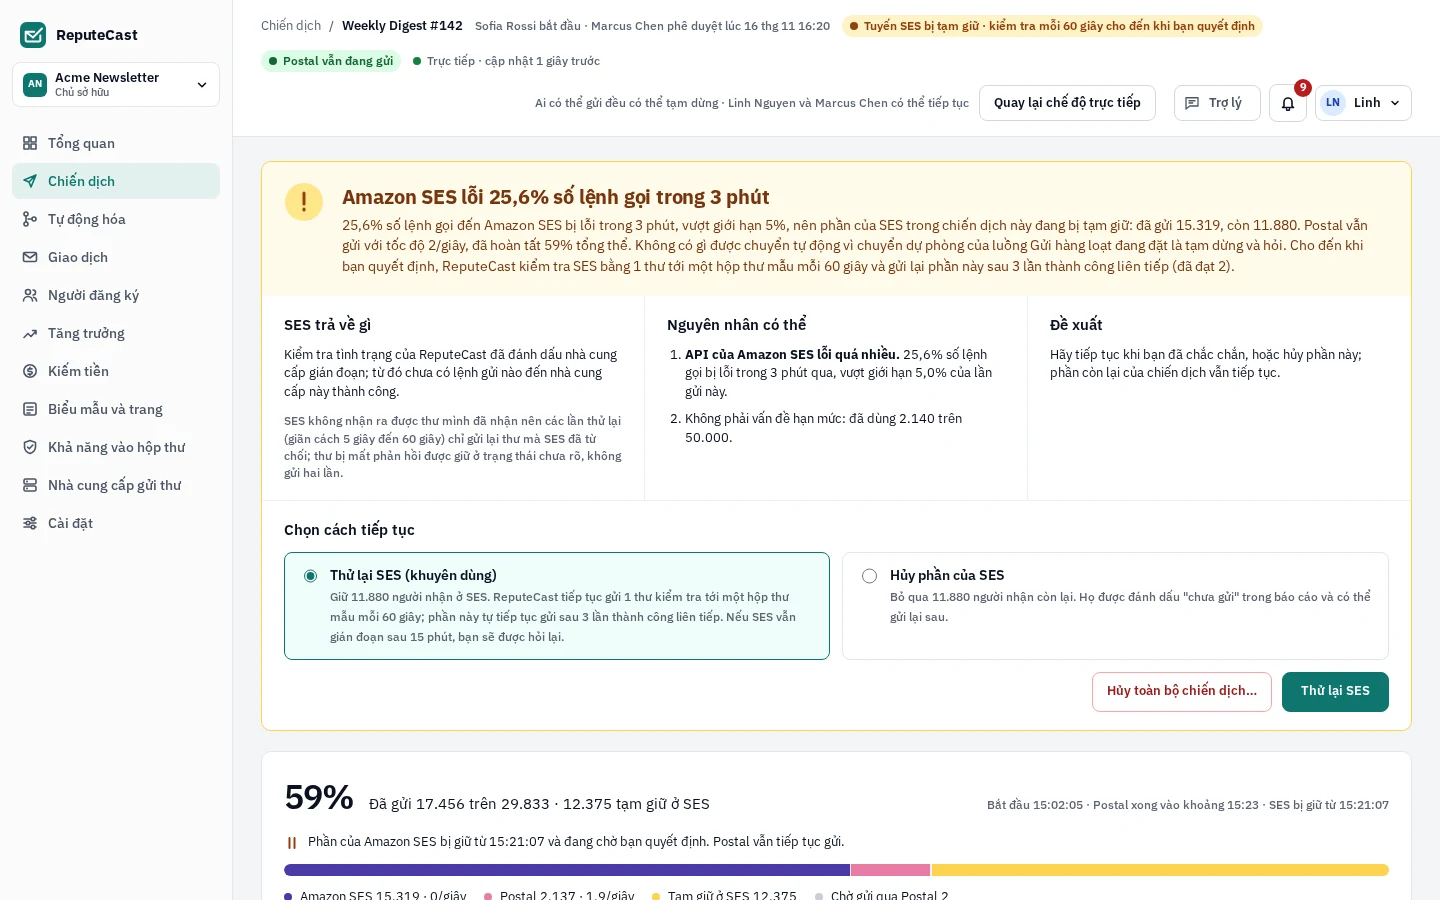 ReputeCast
AN
Acme Newsletter
Chủ sở hữu
Tổng quan
Chiến dịch
Tự động hóa
Giao dịch
Người đăng ký
Tăng trưởng
Kiếm tiền
Biểu mẫu và trang
Khả năng vào hộp thư
Nhà cung cấp gửi thư
Cài đặt
Chiến dịch / Weekly Digest #142 Sofia Rossi bắt đầu · Marcus Chen phê duyệt lúc 16 thg 11 16:20 Tuyến SES bị tạm giữ · kiểm tra mỗi 60 giây cho đến khi bạn quyết định
Postal vẫn đang gửi Trực tiếp · cập nhật 1 giây trước
Ai có thể gửi đều có thể tạm dừng · Linh Nguyen và Marcus Chen có thể tiếp tục Quay lại chế độ trực tiếp Trợ lý 9 LN Linh
Amazon SES lỗi 25,6% số lệnh gọi trong 3 phút
25,6% số lệnh gọi đến Amazon SES bị lỗi trong 3 phút, vượt giới hạn 5%, nên phần của SES trong chiến dịch này đang bị tạm giữ: đã gửi 15.319, còn 11.880. Postal vẫn
gửi với tốc độ 2/giây, đã hoàn tất 59% tổng thể. Không có gì được chuyển tự động vì chuyển dự phòng của luồng Gửi hàng loạt đang đặt là tạm dừng và hỏi. Cho đến khi
bạn quyết định, ReputeCast kiểm tra SES bằng 1 thư tới một hộp thư mẫu mỗi 60 giây và gửi lại phần này sau 3 lần thành công liên tiếp (đã đạt 2).
SES trả về gì
Kiểm tra tình trạng của ReputeCast đã đánh dấu nhà cung
cấp gián đoạn; từ đó chưa có lệnh gửi nào đến nhà cung
cấp này thành công.
SES không nhận ra được thư mình đã nhận nên các lần thử lại
(giãn cách 5 giây đến 60 giây) chỉ gửi lại thư mà SES đã từ
chối; thư bị mất phản hồi được giữ ở trạng thái chưa rõ, không
gửi hai lần.
Nguyên nhân có thể
1. API của Amazon SES lỗi quá nhiều. 25,6% số lệnh
gọi bị lỗi trong 3 phút qua, vượt giới hạn 5,0% của lần
gửi này.
2. Không phải vấn đề hạn mức: đã dùng 2.140 trên
50.000.
Đề xuất
Hãy tiếp tục khi bạn đã chắc chắn, hoặc hủy phần này;
phần còn lại của chiến dịch vẫn tiếp tục.
Chọn cách tiếp tục
Thử lại SES (khuyên dùng)
Giữ 11.880 người nhận ở SES. ReputeCast tiếp tục gửi 1 thư kiểm tra tới một hộp thư
mẫu mỗi 60 giây; phần này tự tiếp tục gửi sau 3 lần thành công liên tiếp. Nếu SES vẫn
gián đoạn sau 15 phút, bạn sẽ được hỏi lại.
Hủy phần của SES
Bỏ qua 11.880 người nhận còn lại. Họ được đánh dấu "chưa gửi" trong báo cáo và có thể
gửi lại sau.
Hủy toàn bộ chiến dịch... Thử lại SES
59% Đã gửi 17.456 trên 29.833 · 12.375 tạm giữ ở SES Bắt đầu 15:02:05 · Postal xong vào khoảng 15:23 · SES bị giữ từ 15:21:07
Phần của Amazon SES bị giữ từ 15:21:07 và đang chờ bạn quyết định. Postal vẫn tiếp tục gửi.
Amazon SES 15.319 · 0/giây Postal 2.137 · 1,9/giây Tạm giữ ở SES 12.375 Chờ gửi qua Postal 2